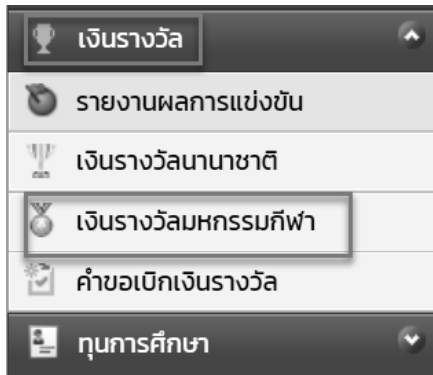 เงินรางวัล
รายงานผลการแข่งขัน
เงินรางวัลนานาชาติ
เงินรางวัลมหกรรมกีฬา
คำขอเบิกเงินรางวัล
ทุนการศึกษา